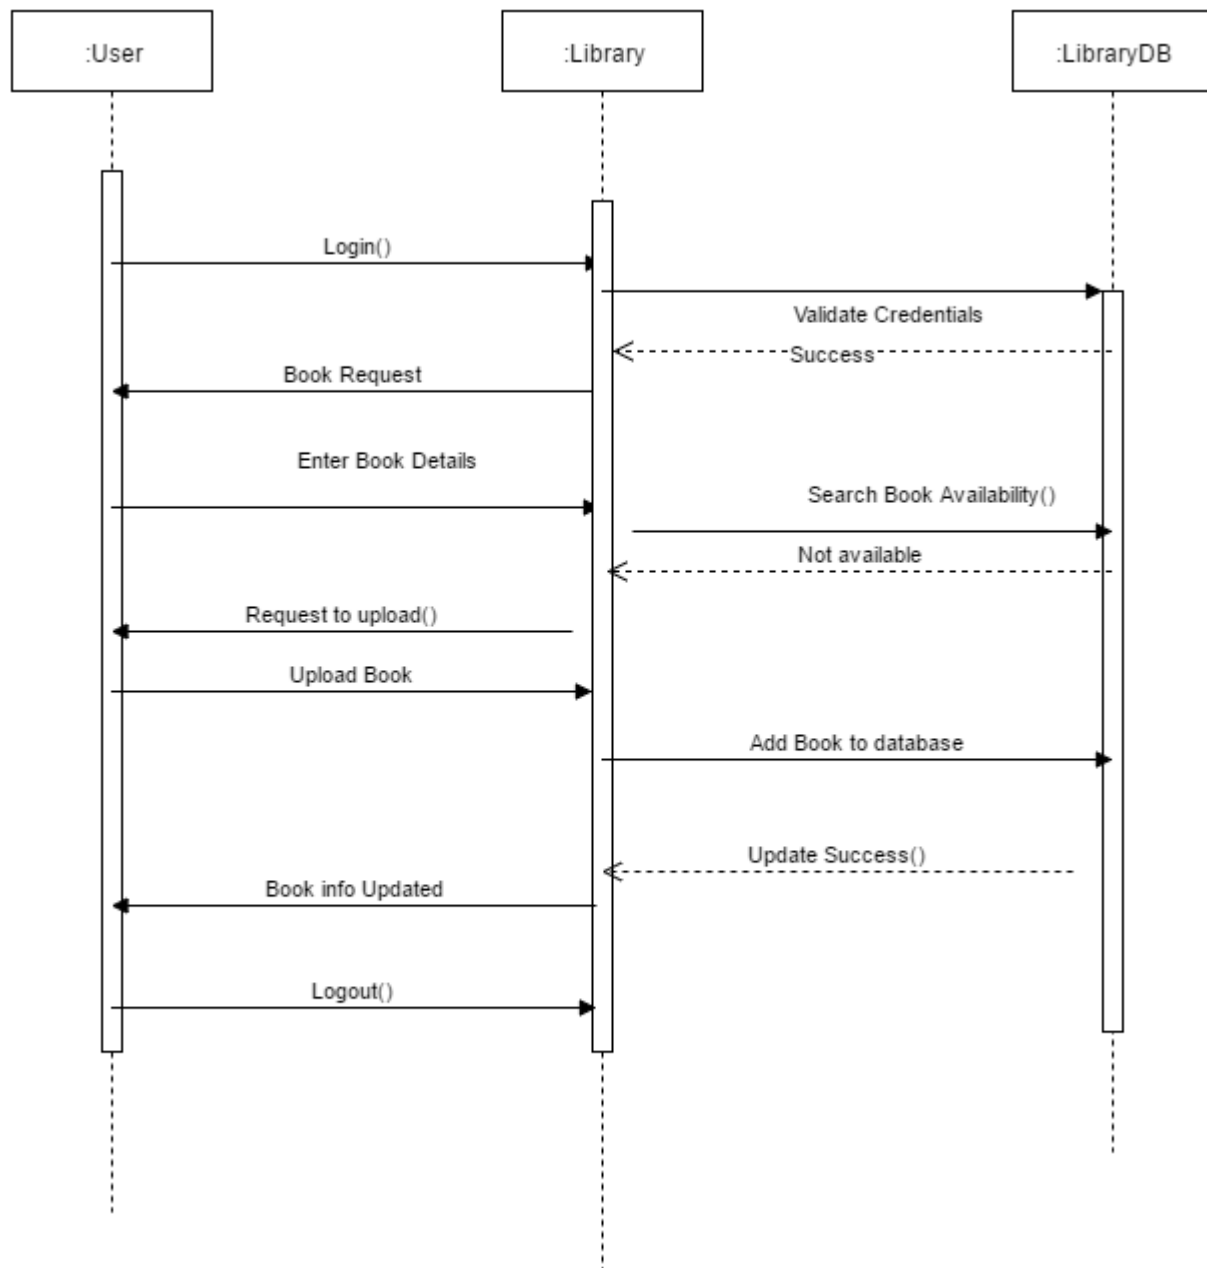 :User
:Library
:LibraryDB
Login()
Validate Credentials
Success
Book Request
Enter Book Details
Search Book Availability()
Not available
Request to upload()
Upload Book
Add Book to database
Update Success()
Book info Updated
Logout()